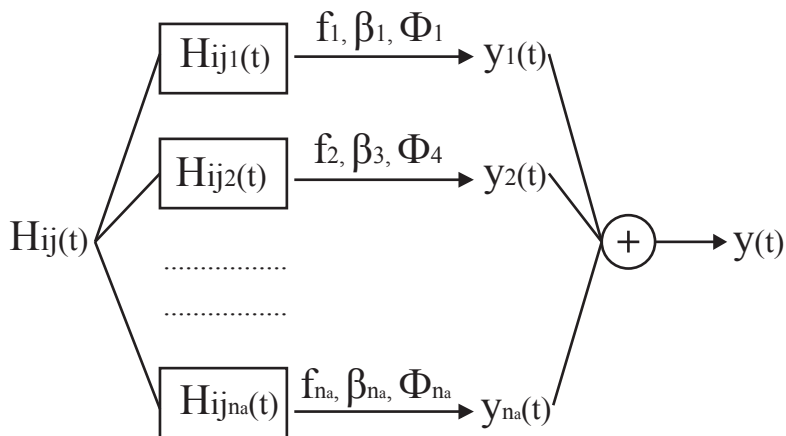 Hij1(t) f1, β1, Φ1 y1(t)
Hij2(t) f2, β3, Φ4 y2(t)
Hij(t) + y(t)
Hijna(t) fna, βna, Φna yna(t)